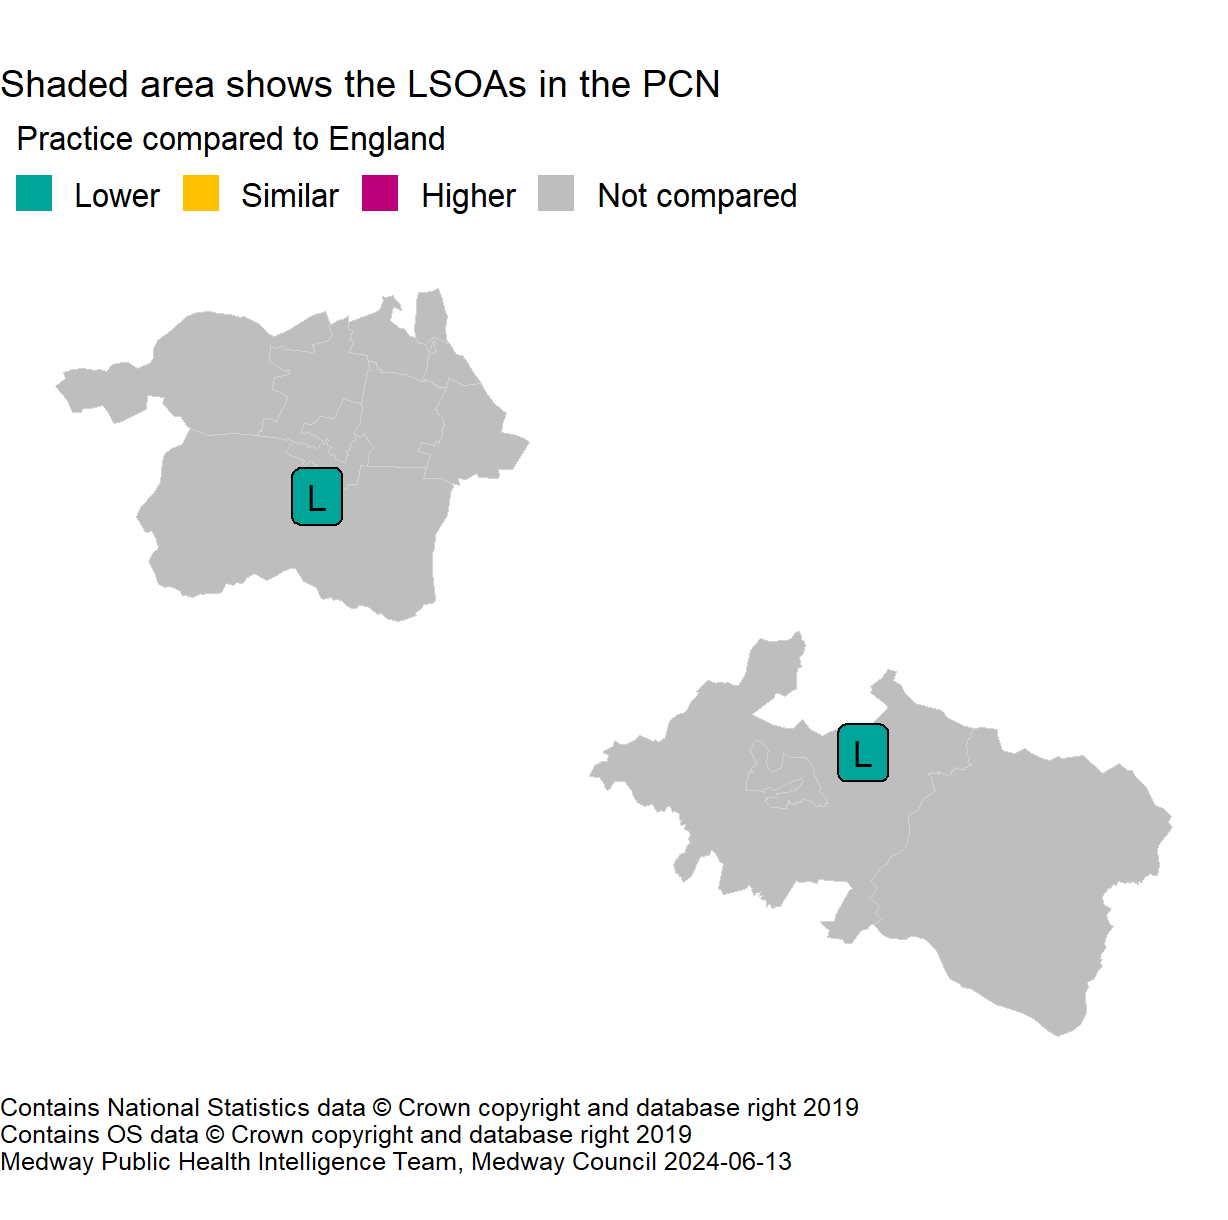 Shaded area shows the LSOAs in the PCN
Practice compared to England
Lower Similar Higher Not compared
L
L
Contains National Statistics data © Crown copyright and database right 2019
Contains OS data © Crown copyright and database right 2019
Medway Public Health Intelligence Team, Medway Council 2024-06-13